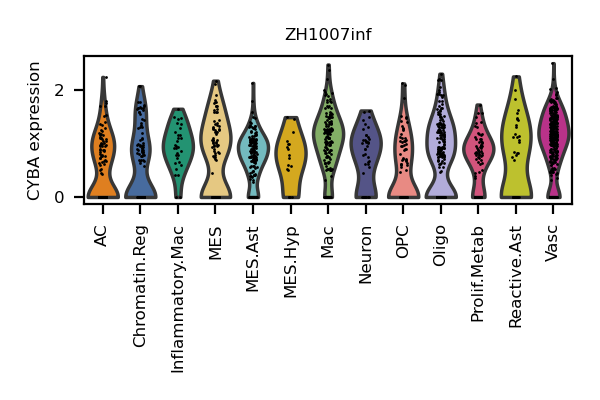 ZH1007inf
CYBA expression
2
0
AC
Chromatin.Reg
Inflammatory.Mac
MES
MES.Ast
MES.Hyp
Mac
Neuron
OPC
Oligo
Prolif.Metab
Reactive.Ast
Vasc